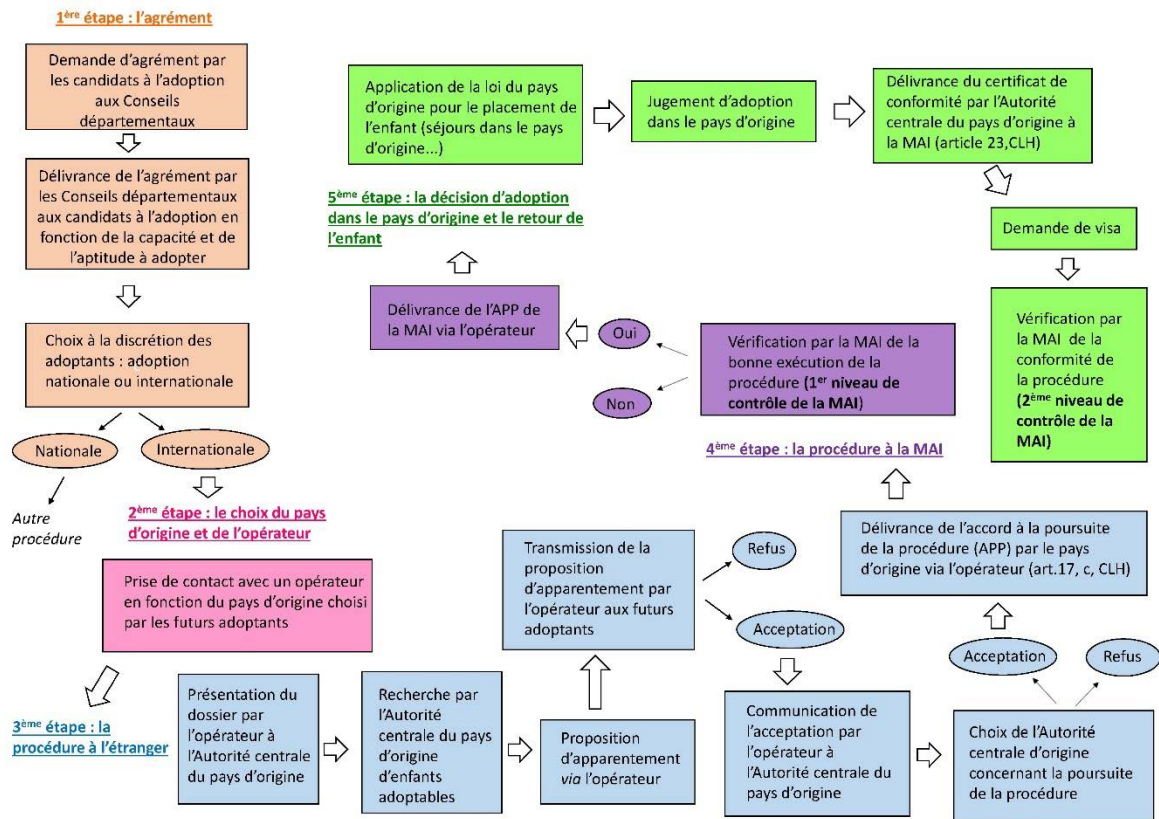 1ère étape : l’agrément
Demande d’agrément par
les candidats à l’adoption
aux Conseils
départementaux
Délivrance de l’agrément par
les Conseils départementaux
aux candidats à l’adoption en
fonction de la capacité et de
l’aptitude à adopter
Choix à la discrétion des
adoptants : adoption
nationale ou internationale
Nationale
Internationale
Autre
procédure
2ème étape : le choix du pays
d’origine et de l’opérateur
Prise de contact avec un opérateur
en fonction du pays d’origine choisi
par les futurs adoptants
3ème étape : la
procédure à l’étranger
Présentation du
dossier par
l’opérateur à
l’Autorité centrale
du pays d’origine
Recherche par
l’Autorité
centrale du pays
d’origine
d’enfants
adoptables
Proposition
d’apparentement
via l’opérateur
Transmission de la
proposition
d’apparentement par
l’opérateur aux futurs
adoptants
Refus
Acceptation
Communication de
l’acceptation par
l’opérateur à
l’Autorité centrale du
pays d’origine
Choix de l’Autorité
centrale d’origine
concernant la poursuite
de la procédure
Acceptation
Refus
Délivrance de l’accord à la poursuite
de la procédure (APP) par le pays
d’origine via l’opérateur (art.17, c, CLH)
4ème étape : la procédure à la MAI
Vérification par la MAI de la
bonne exécution de la
procédure (1er niveau de
contrôle de la MAI)
Oui
Non
Délivrance de l’APP de
la MAI via l’opérateur
5ème étape : la décision d’adoption
dans le pays d’origine et le retour de
l’enfant
Application de la loi du pays
d’origine pour le placement de
l’enfant (séjours dans le pays
d’origine...)
Jugement d’adoption
dans le pays d’origine
Délivrance du certificat de
conformité par l’Autorité
centrale du pays d’origine à
la MAI (article 23,CLH)
Demande de visa
Vérification par
la MAI de la
conformité de
la procédure
(2ème niveau de
contrôle de la
MAI)